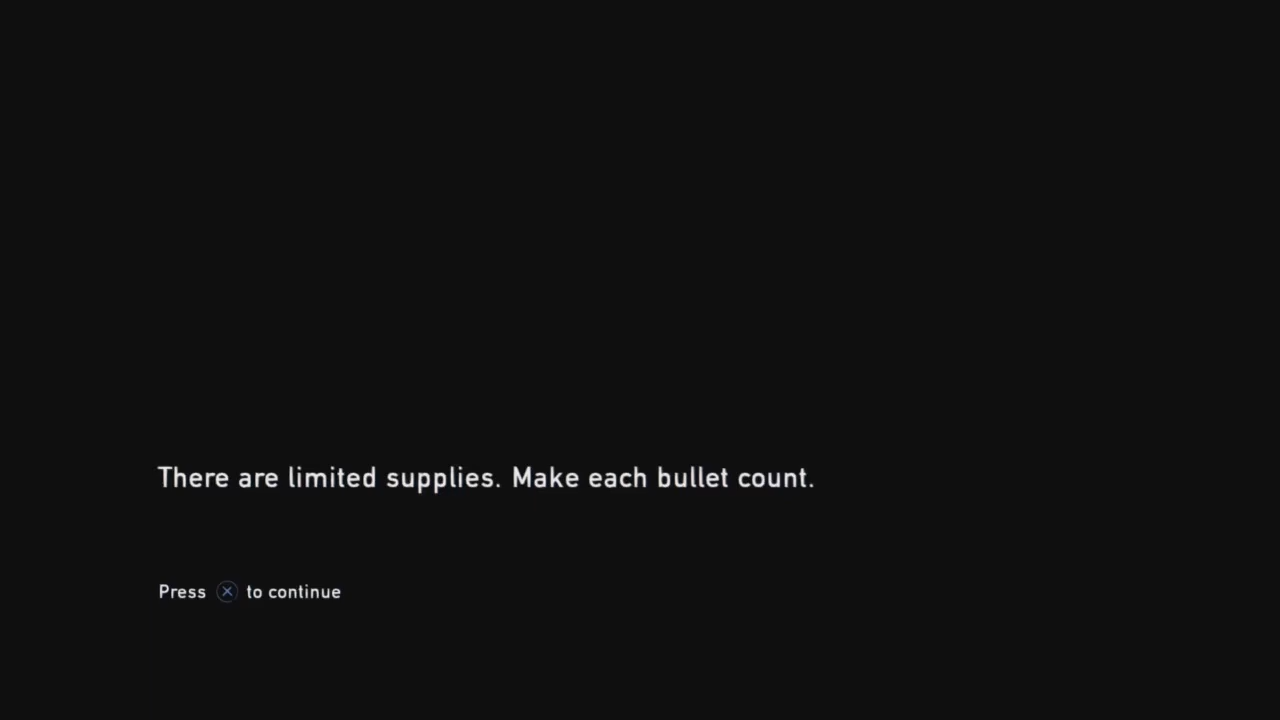 There are limited supplies. Make each bullet count.
Press ⓧ to continue